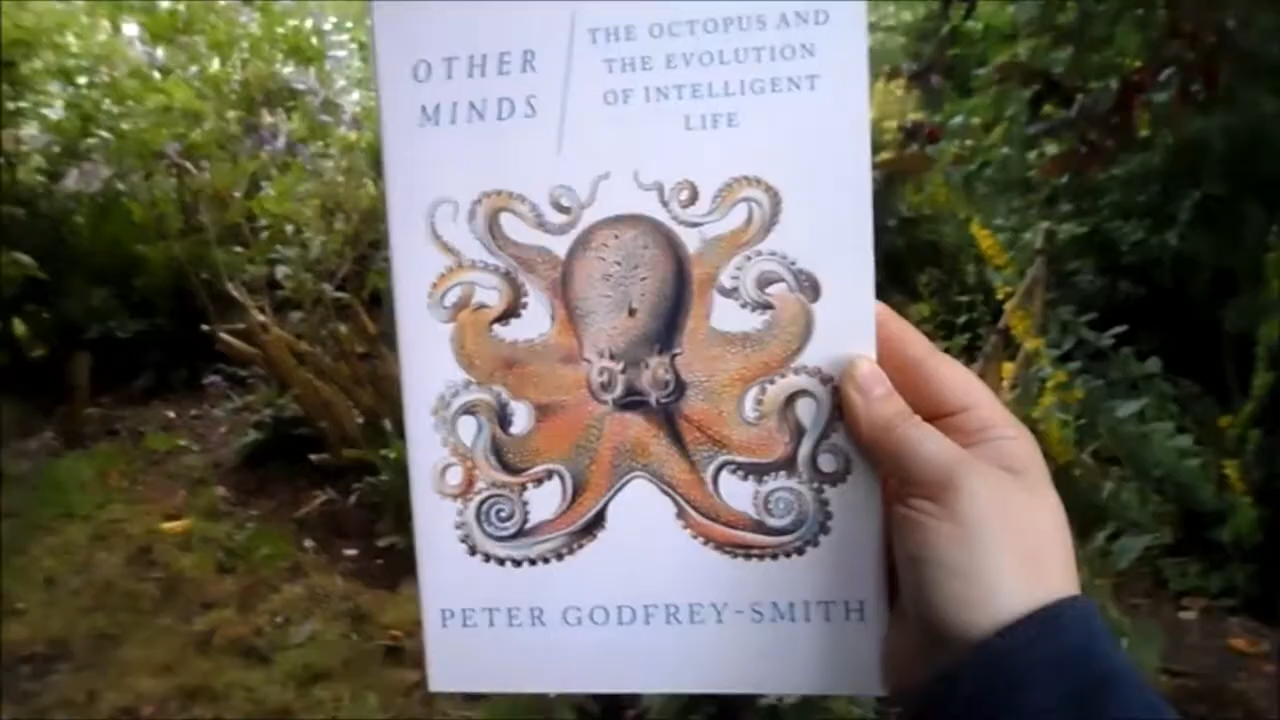 OTHER
MINDS
THE OCTOPUS AND
THE EVOLUTION
OF INTELLIGENT
LIFE
PETER GODFREY-SMITH